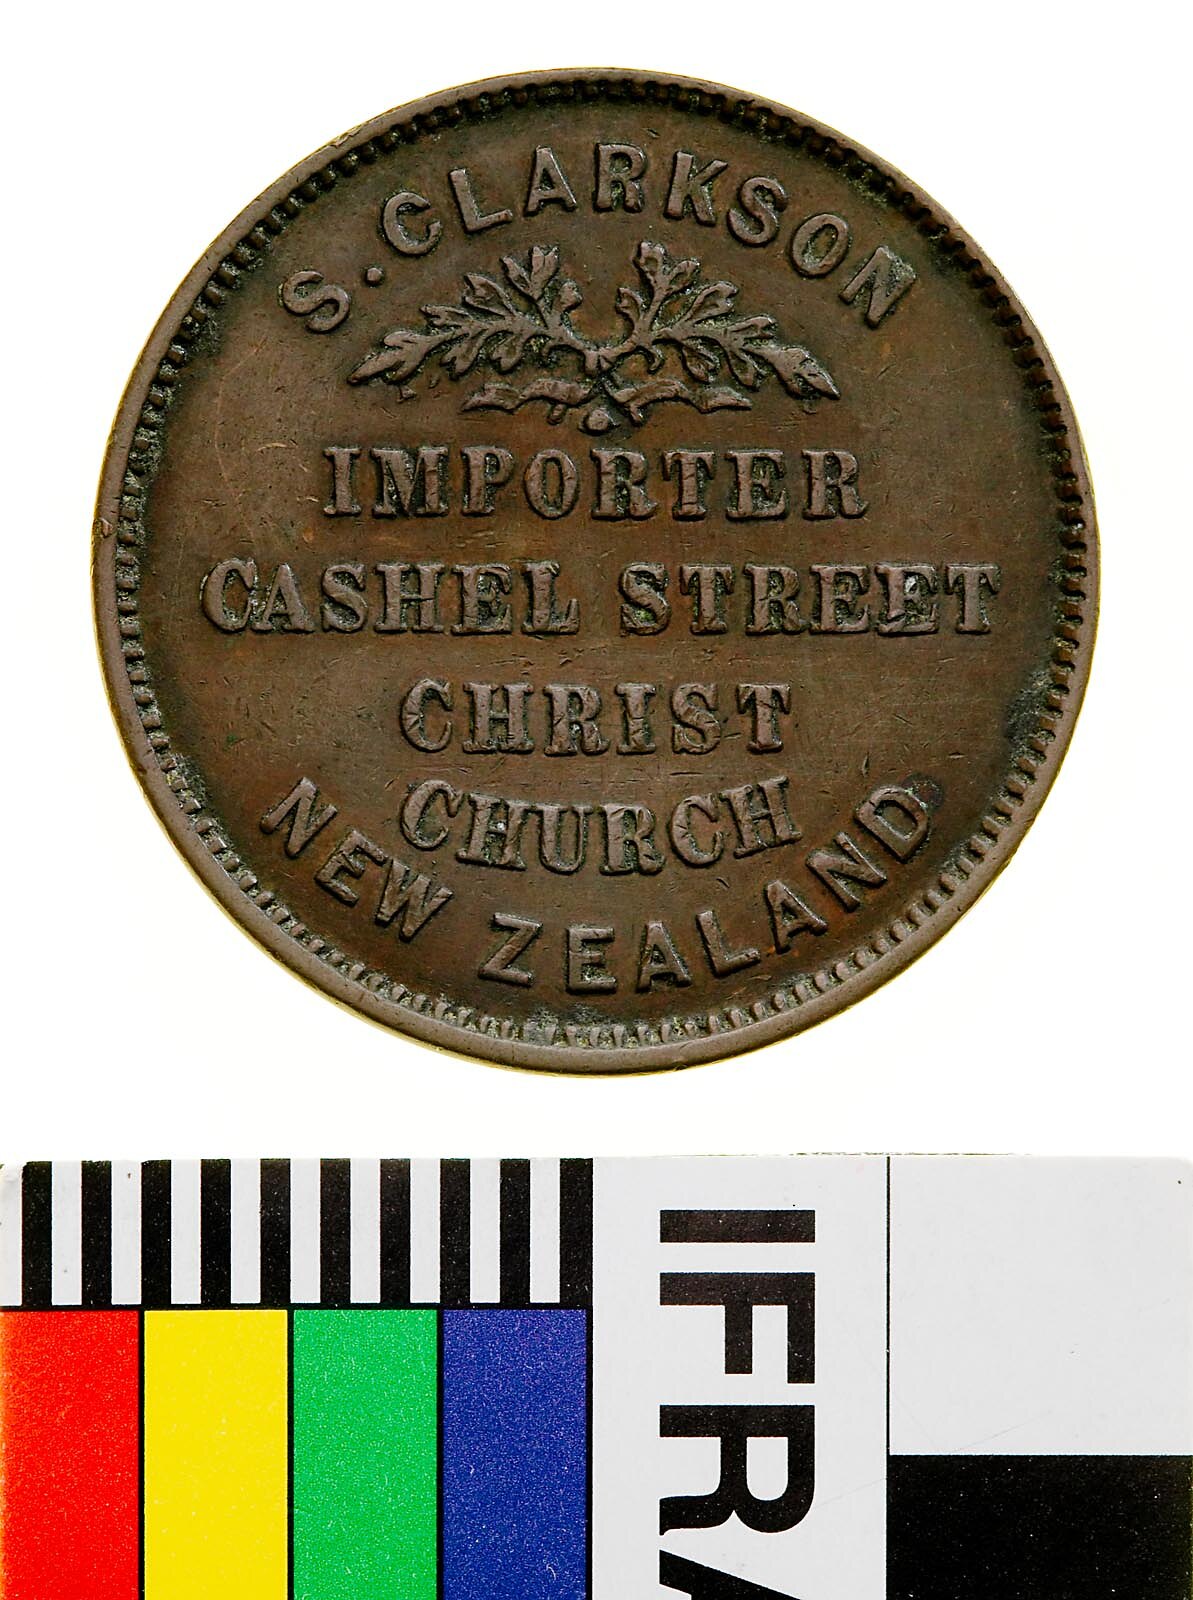 S. CLARKSON
IMPORTER
CASHEL STREET
CHRIST
CHURCH
NEW ZEALAND
IFRA